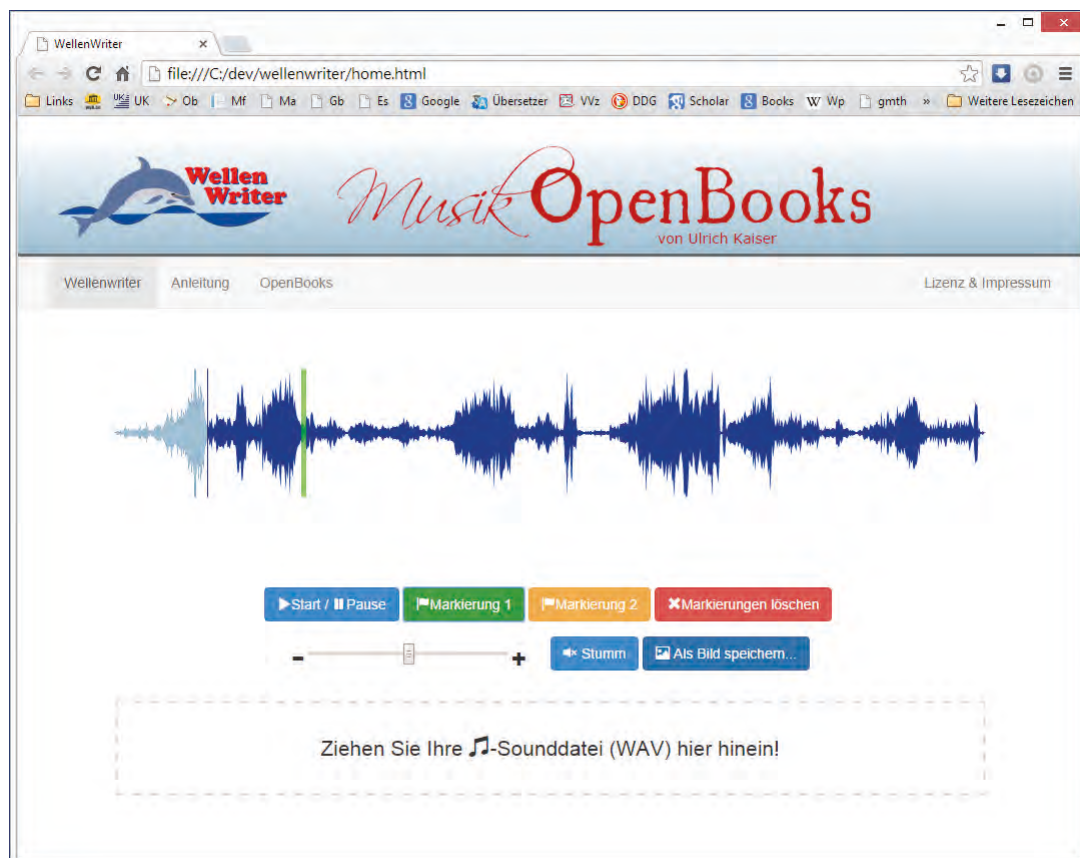 WellenWriter
file:///C:/dev/wellenwriter/home.html
Links UK Ob Mf Ma Gb Es Google Übersetzer VVz DDG Scholar Books Wp gmth » Weitere Lesezeichen
Wellen
Writer
Musik OpenBooks
von Ulrich Kaiser
Wellenwriter Anleitung OpenBooks Lizenz & Impressum
Start / Pause Markierung 1 Markierung 2 Markierungen löschen
- + Stumm Als Bild speichern...
Ziehen Sie Ihre -Sounddatei (WAV) hier hinein!